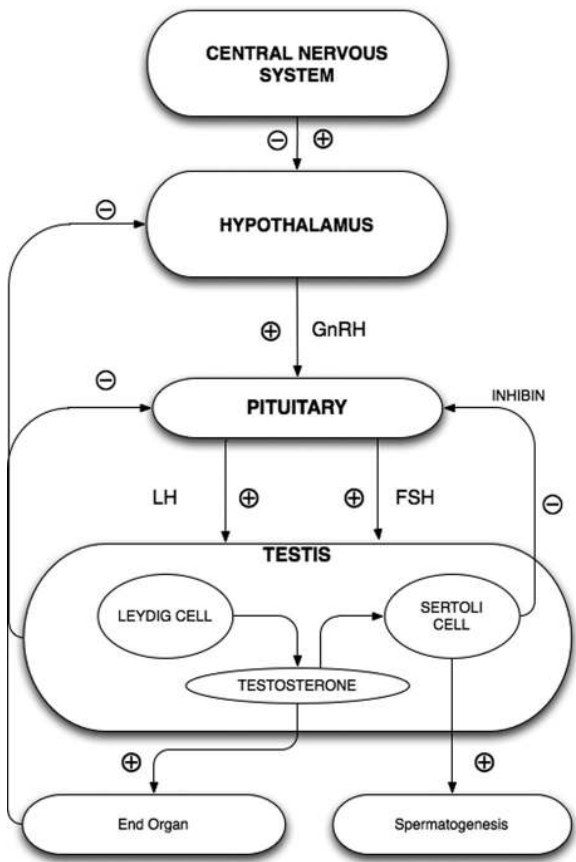 CENTRAL NERVOUS
SYSTEM
⊖ ⊕
⊖
HYPOTHALAMUS
⊕ GnRH
⊖
PITUITARY
INHIBIN
LH ⊕ ⊕ FSH
⊖
TESTIS
LEYDIG CELL
SERTOLI
CELL
TESTOSTERONE
⊕ ⊕
End Organ
Spermatogenesis